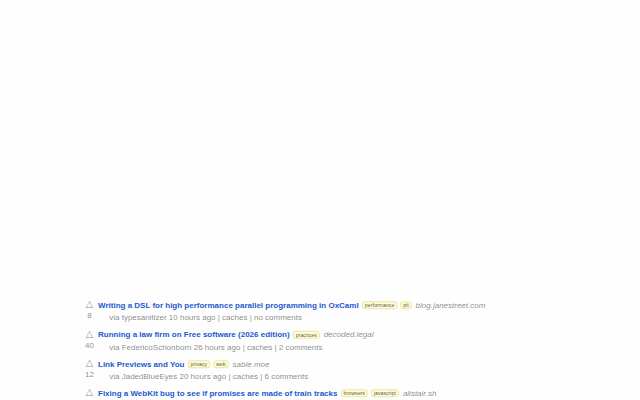 Writing a DSL for high performance parallel programming in OxCaml performance plt blog.janestreet.com
8 via typesanitizer 10 hours ago | caches | no comments
Running a law firm on Free software (2026 edition) practices decoded.legal
40 via FedericoSchonborn 26 hours ago | caches | 2 comments
Link Previews and You privacy web sable.moe
12 via JadedBlueEyes 20 hours ago | caches | 6 comments
Fixing a WebKit bug to see if promises are made of train tracks browsers javascript alistair.sh